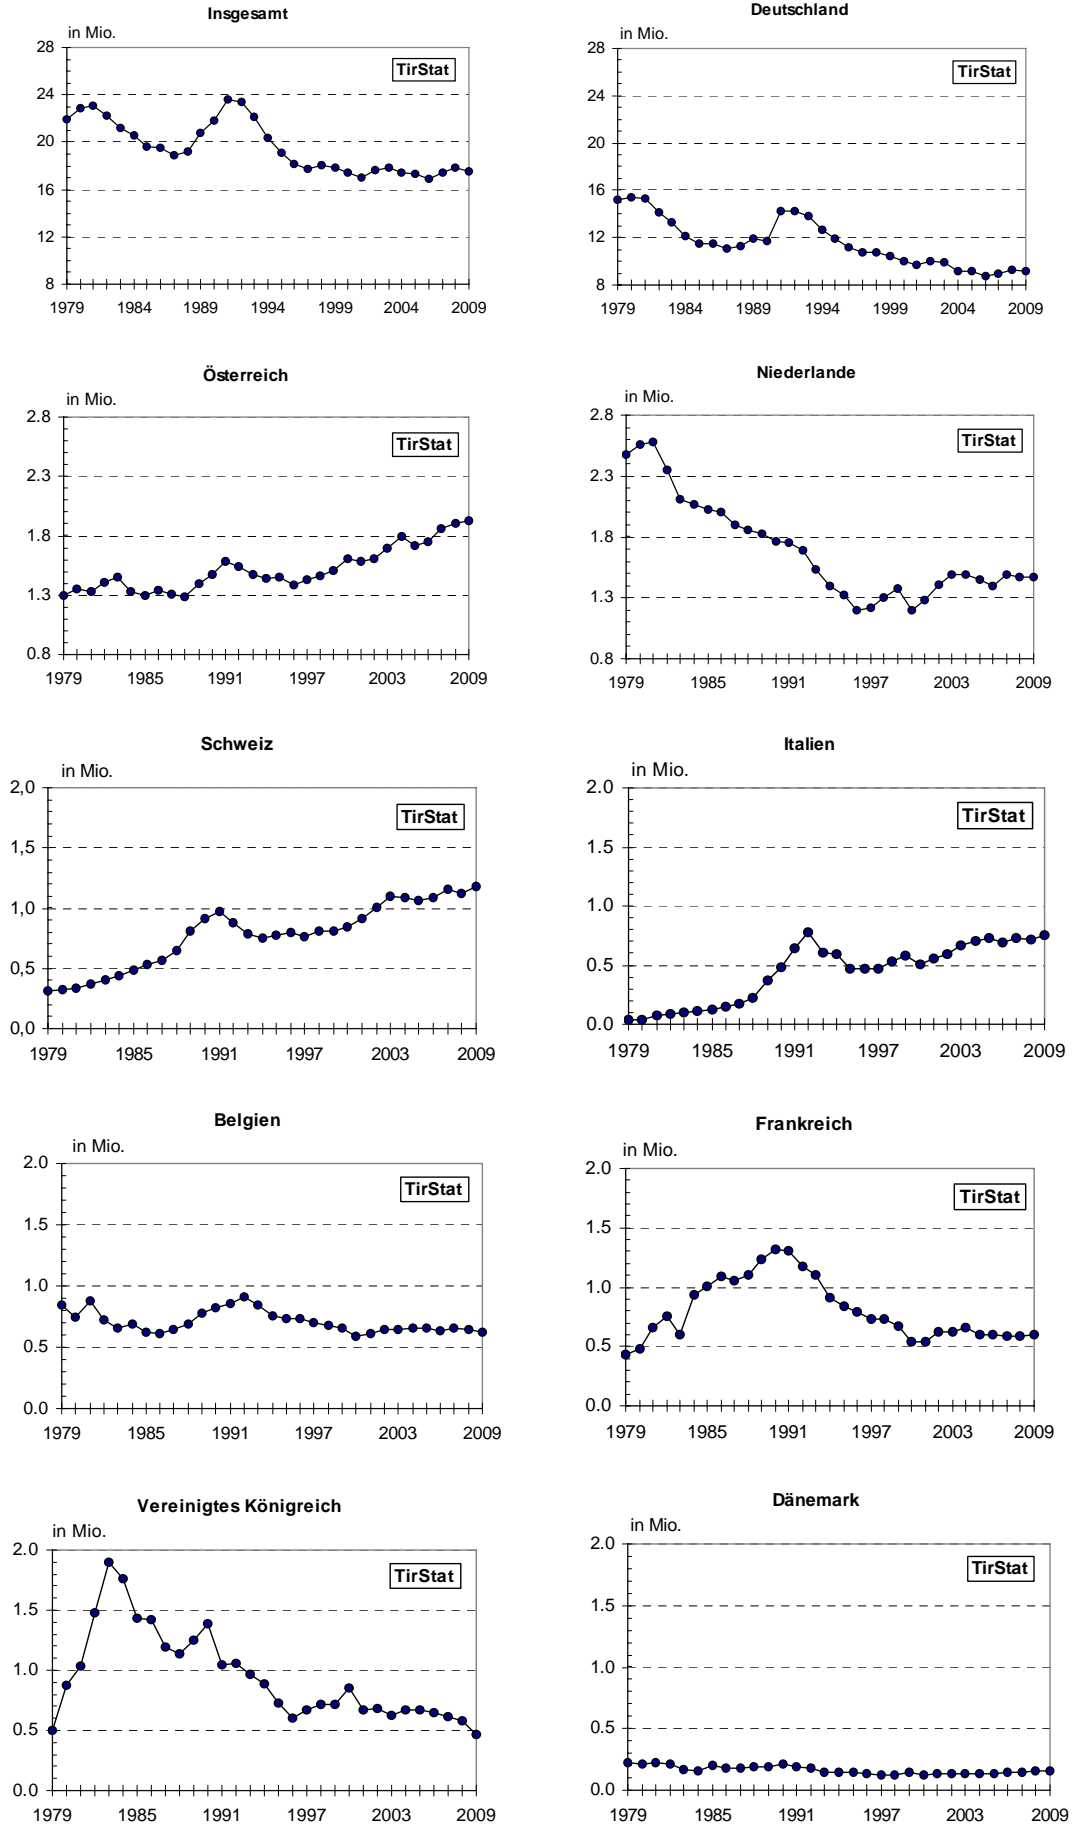 Insgesamt
in Mio.
28
TirStat
24
20
16
12
8
1979 1984 1989 1994 1999 2004 2009
Deutschland
in Mio.
28
TirStat
24
20
16
12
8
1979 1984 1989 1994 1999 2004 2009
Österreich
in Mio.
2.8
TirStat
2.3
1.8
1.3
0.8
1979 1985 1991 1997 2003 2009
Niederlande
in Mio.
2.8
TirStat
2.3
1.8
1.3
0.8
1979 1985 1991 1997 2003 2009
Schweiz
in Mio.
2,0
TirStat
1,5
1,0
0,5
0,0
1979 1985 1991 1997 2003 2009
Italien
in Mio.
2.0
TirStat
1.5
1.0
0.5
0.0
1979 1985 1991 1997 2003 2009
Belgien
in Mio.
2.0
TirStat
1.5
1.0
0.5
0.0
1979 1985 1991 1997 2003 2009
Frankreich
in Mio.
2.0
TirStat
1.5
1.0
0.5
0.0
1979 1985 1991 1997 2003 2009
Vereinigtes Königreich
in Mio.
2.0
TirStat
1.5
1.0
0.5
0.0
1979 1985 1991 1997 2003 2009
Dänemark
in Mio.
2.0
TirStat
1.5
1.0
0.5
0.0
1979 1985 1991 1997 2003 2009